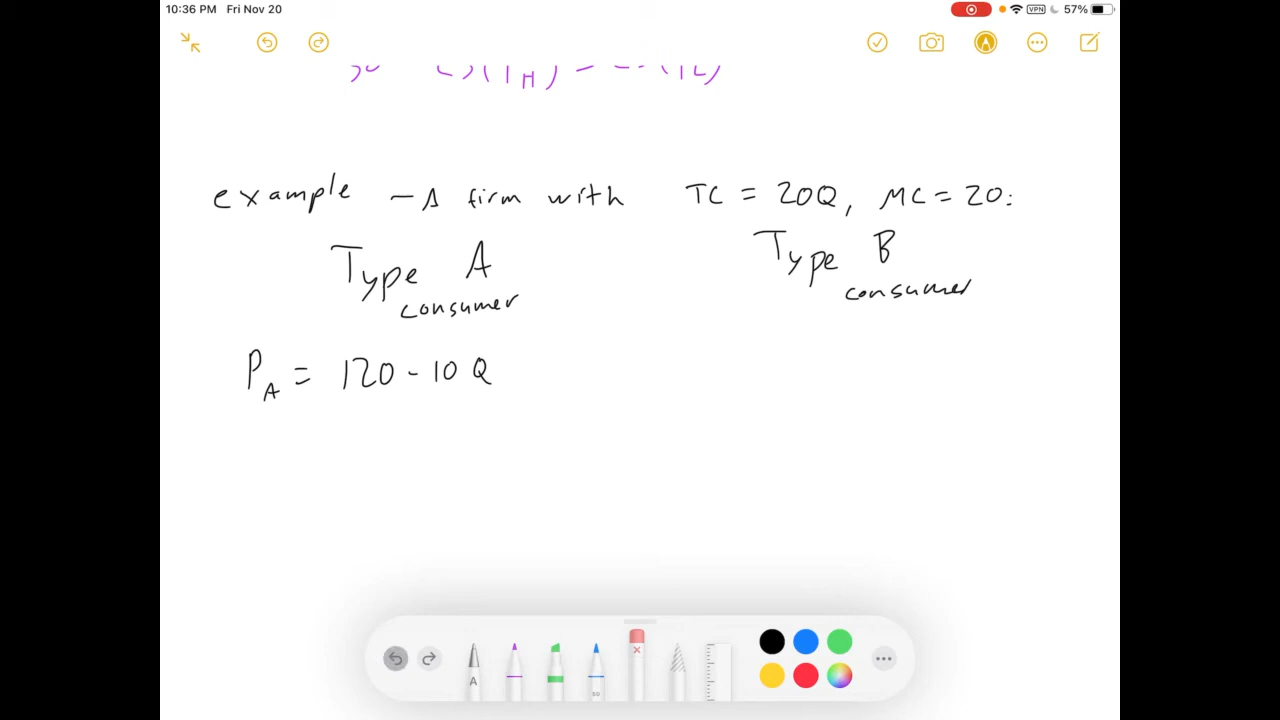 10:36 PM Fri Nov 20 VPN 57%
example - A firm with TC = 20Q, MC = 20:
Type A Type B
consumer consumer
P_A = 120 - 10 Q
A